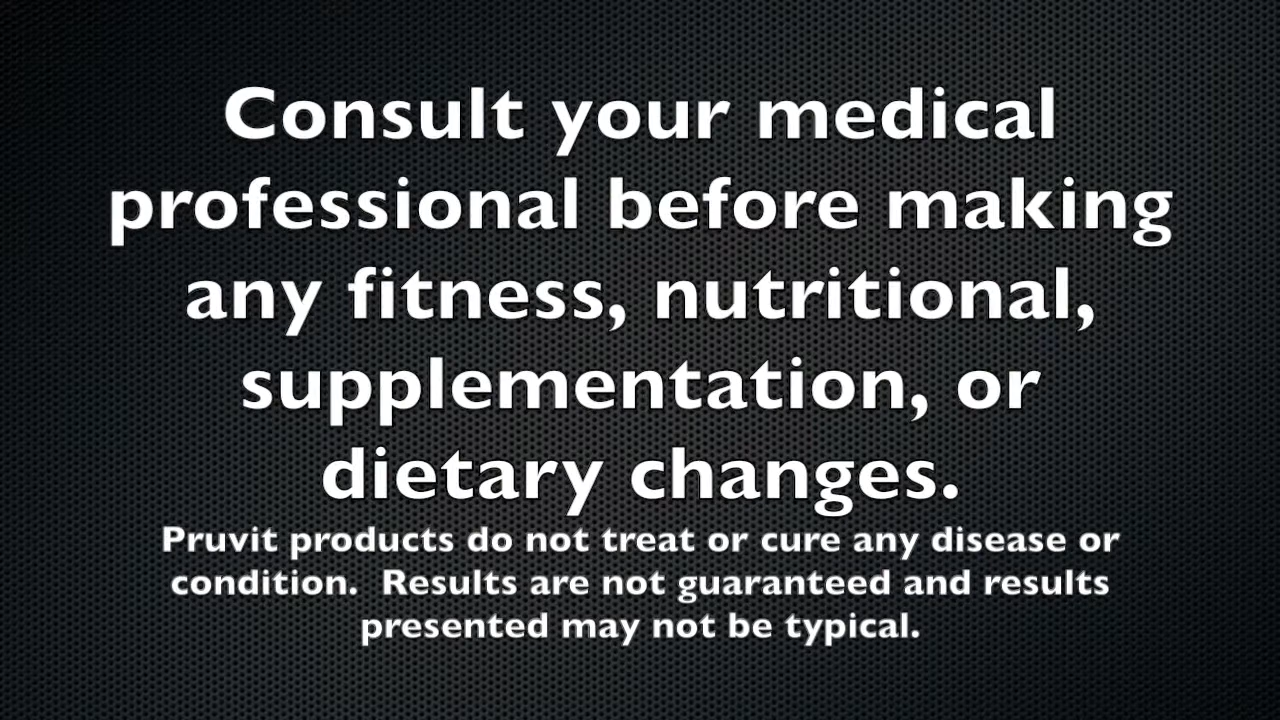 Consult your medical
professional before making
any fitness, nutritional,
supplementation, or
dietary changes.
Pruvit products do not treat or cure any disease or
condition.  Results are not guaranteed and results
presented may not be typical.